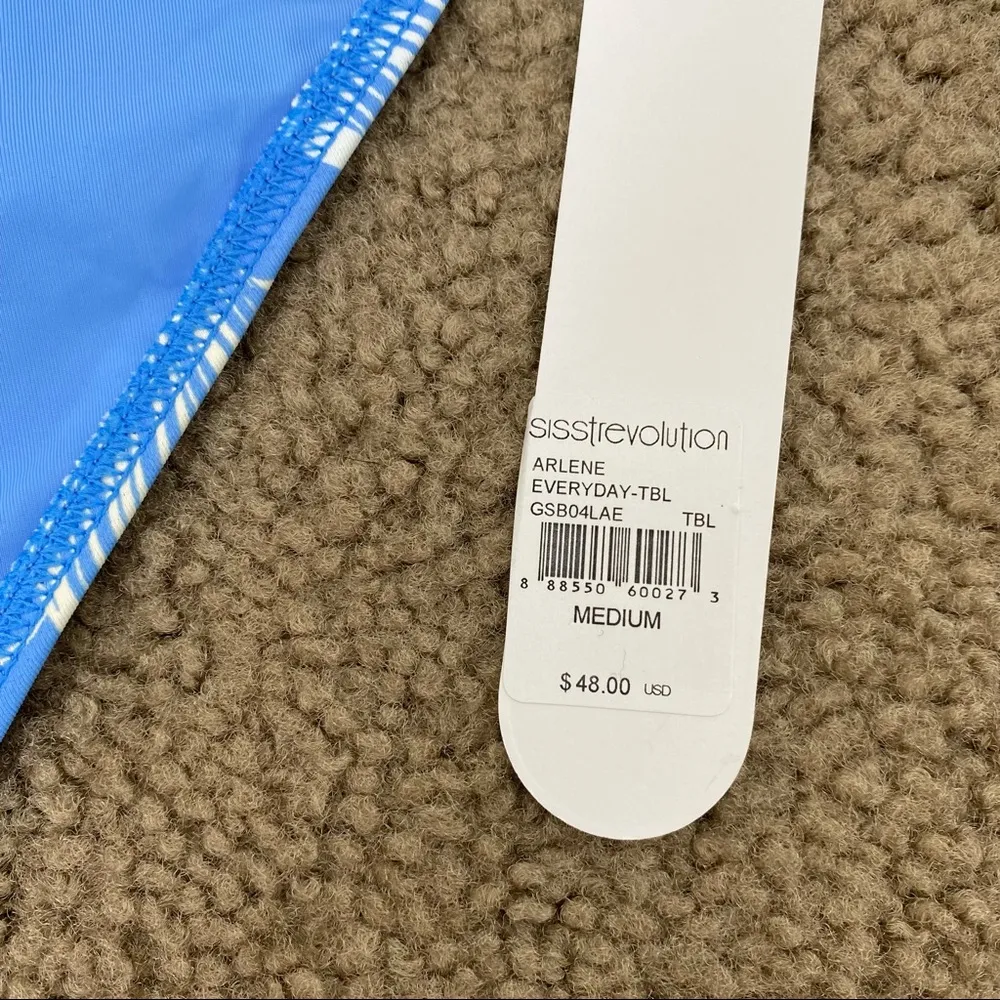 sisstrevolution
ARLENE
EVERYDAY-TBL
GSB04LAE TBL
8 88550 60027 3
MEDIUM
$48.00 USD